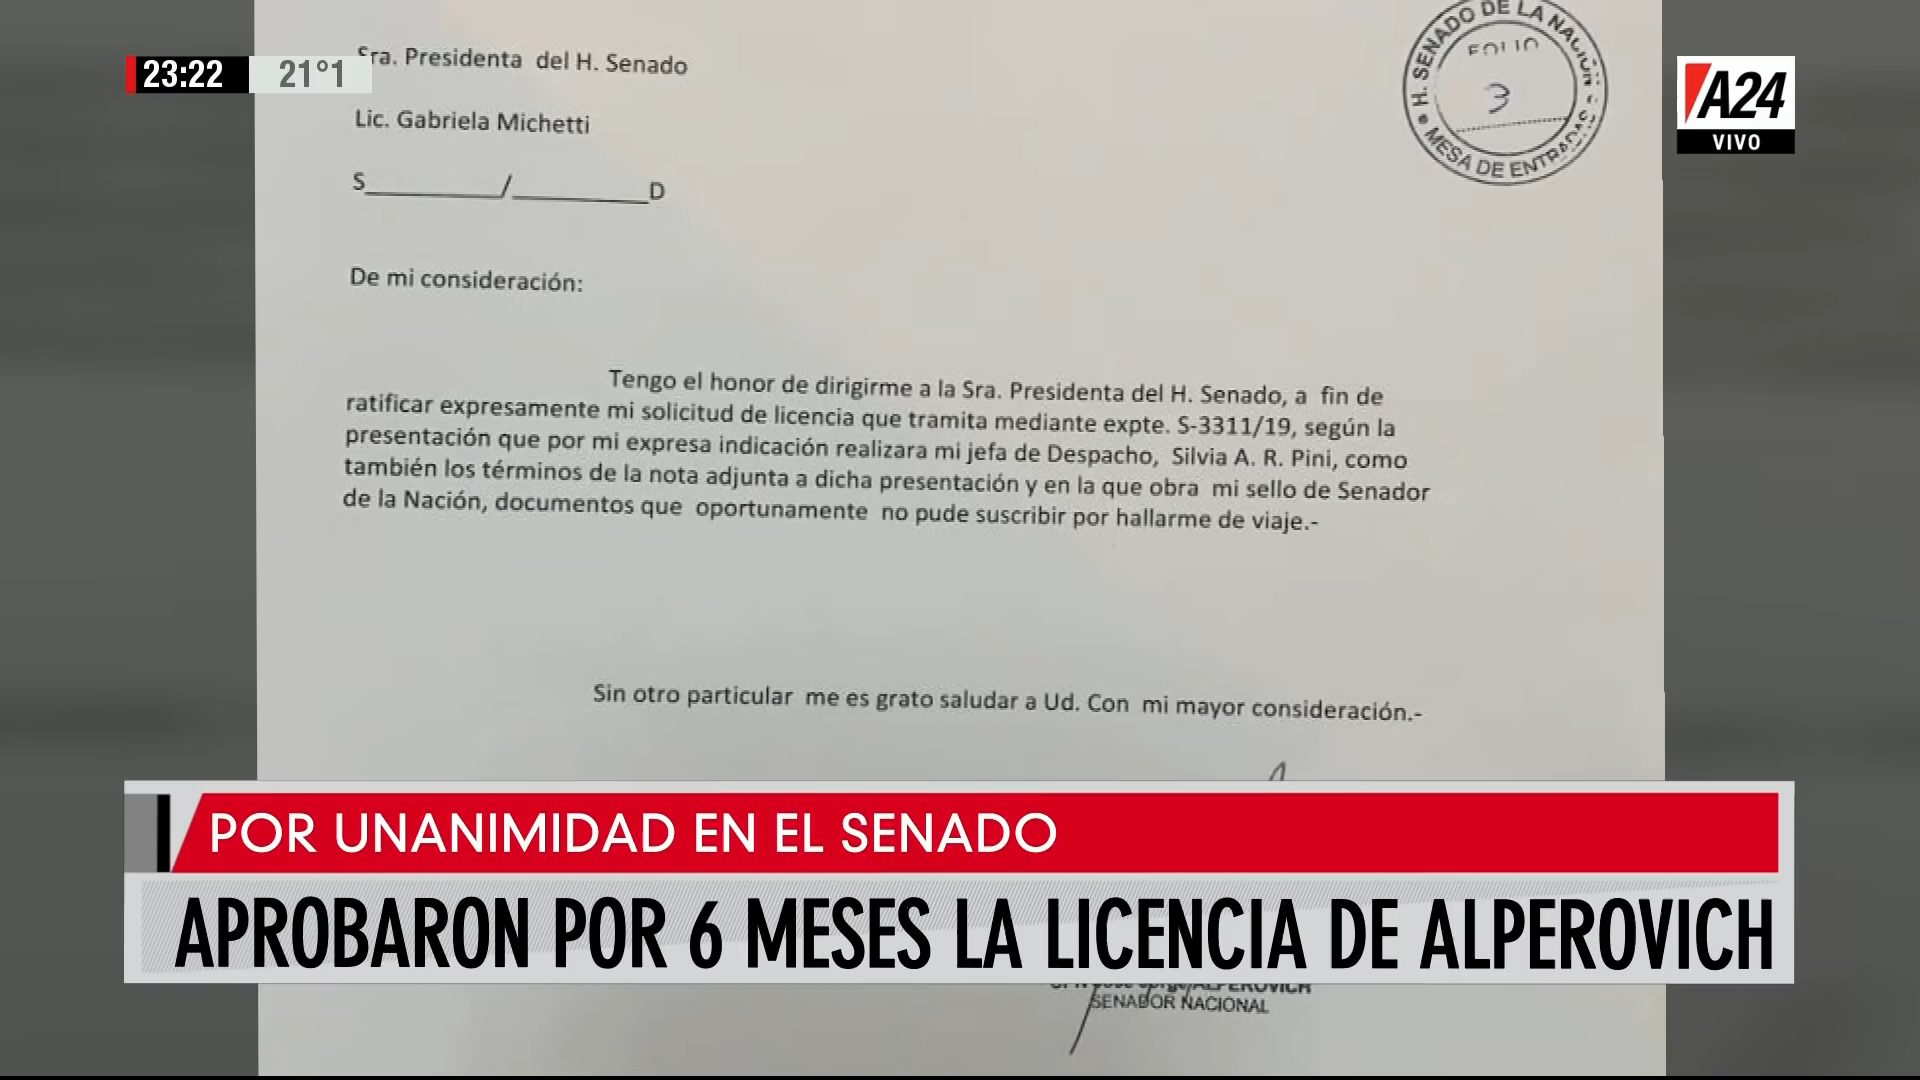 23:22 21°1
A24
VIVO
H. SENADO DE LA NACIÓN
MESA DE ENTRADAS
FOLIO
3
Sra. Presidenta del H. Senado
Lic. Gabriela Michetti
S__________/__________D
De mi consideración:
Tengo el honor de dirigirme a la Sra. Presidenta del H. Senado, a fin de
ratificar expresamente mi solicitud de licencia que tramita mediante expte. S-3311/19, según la
presentación que por mi expresa indicación realizara mi jefa de Despacho, Silvia A. R. Pini, como
también los términos de la nota adjunta a dicha presentación y en la que obra mi sello de Senador
de la Nación, documentos que oportunamente no pude suscribir por hallarme de viaje.-
Sin otro particular me es grato saludar a Ud. Con mi mayor consideración.-
POR UNANIMIDAD EN EL SENADO
APROBARON POR 6 MESES LA LICENCIA DE ALPEROVICH
ALPEROVICH
SENADOR NACIONAL